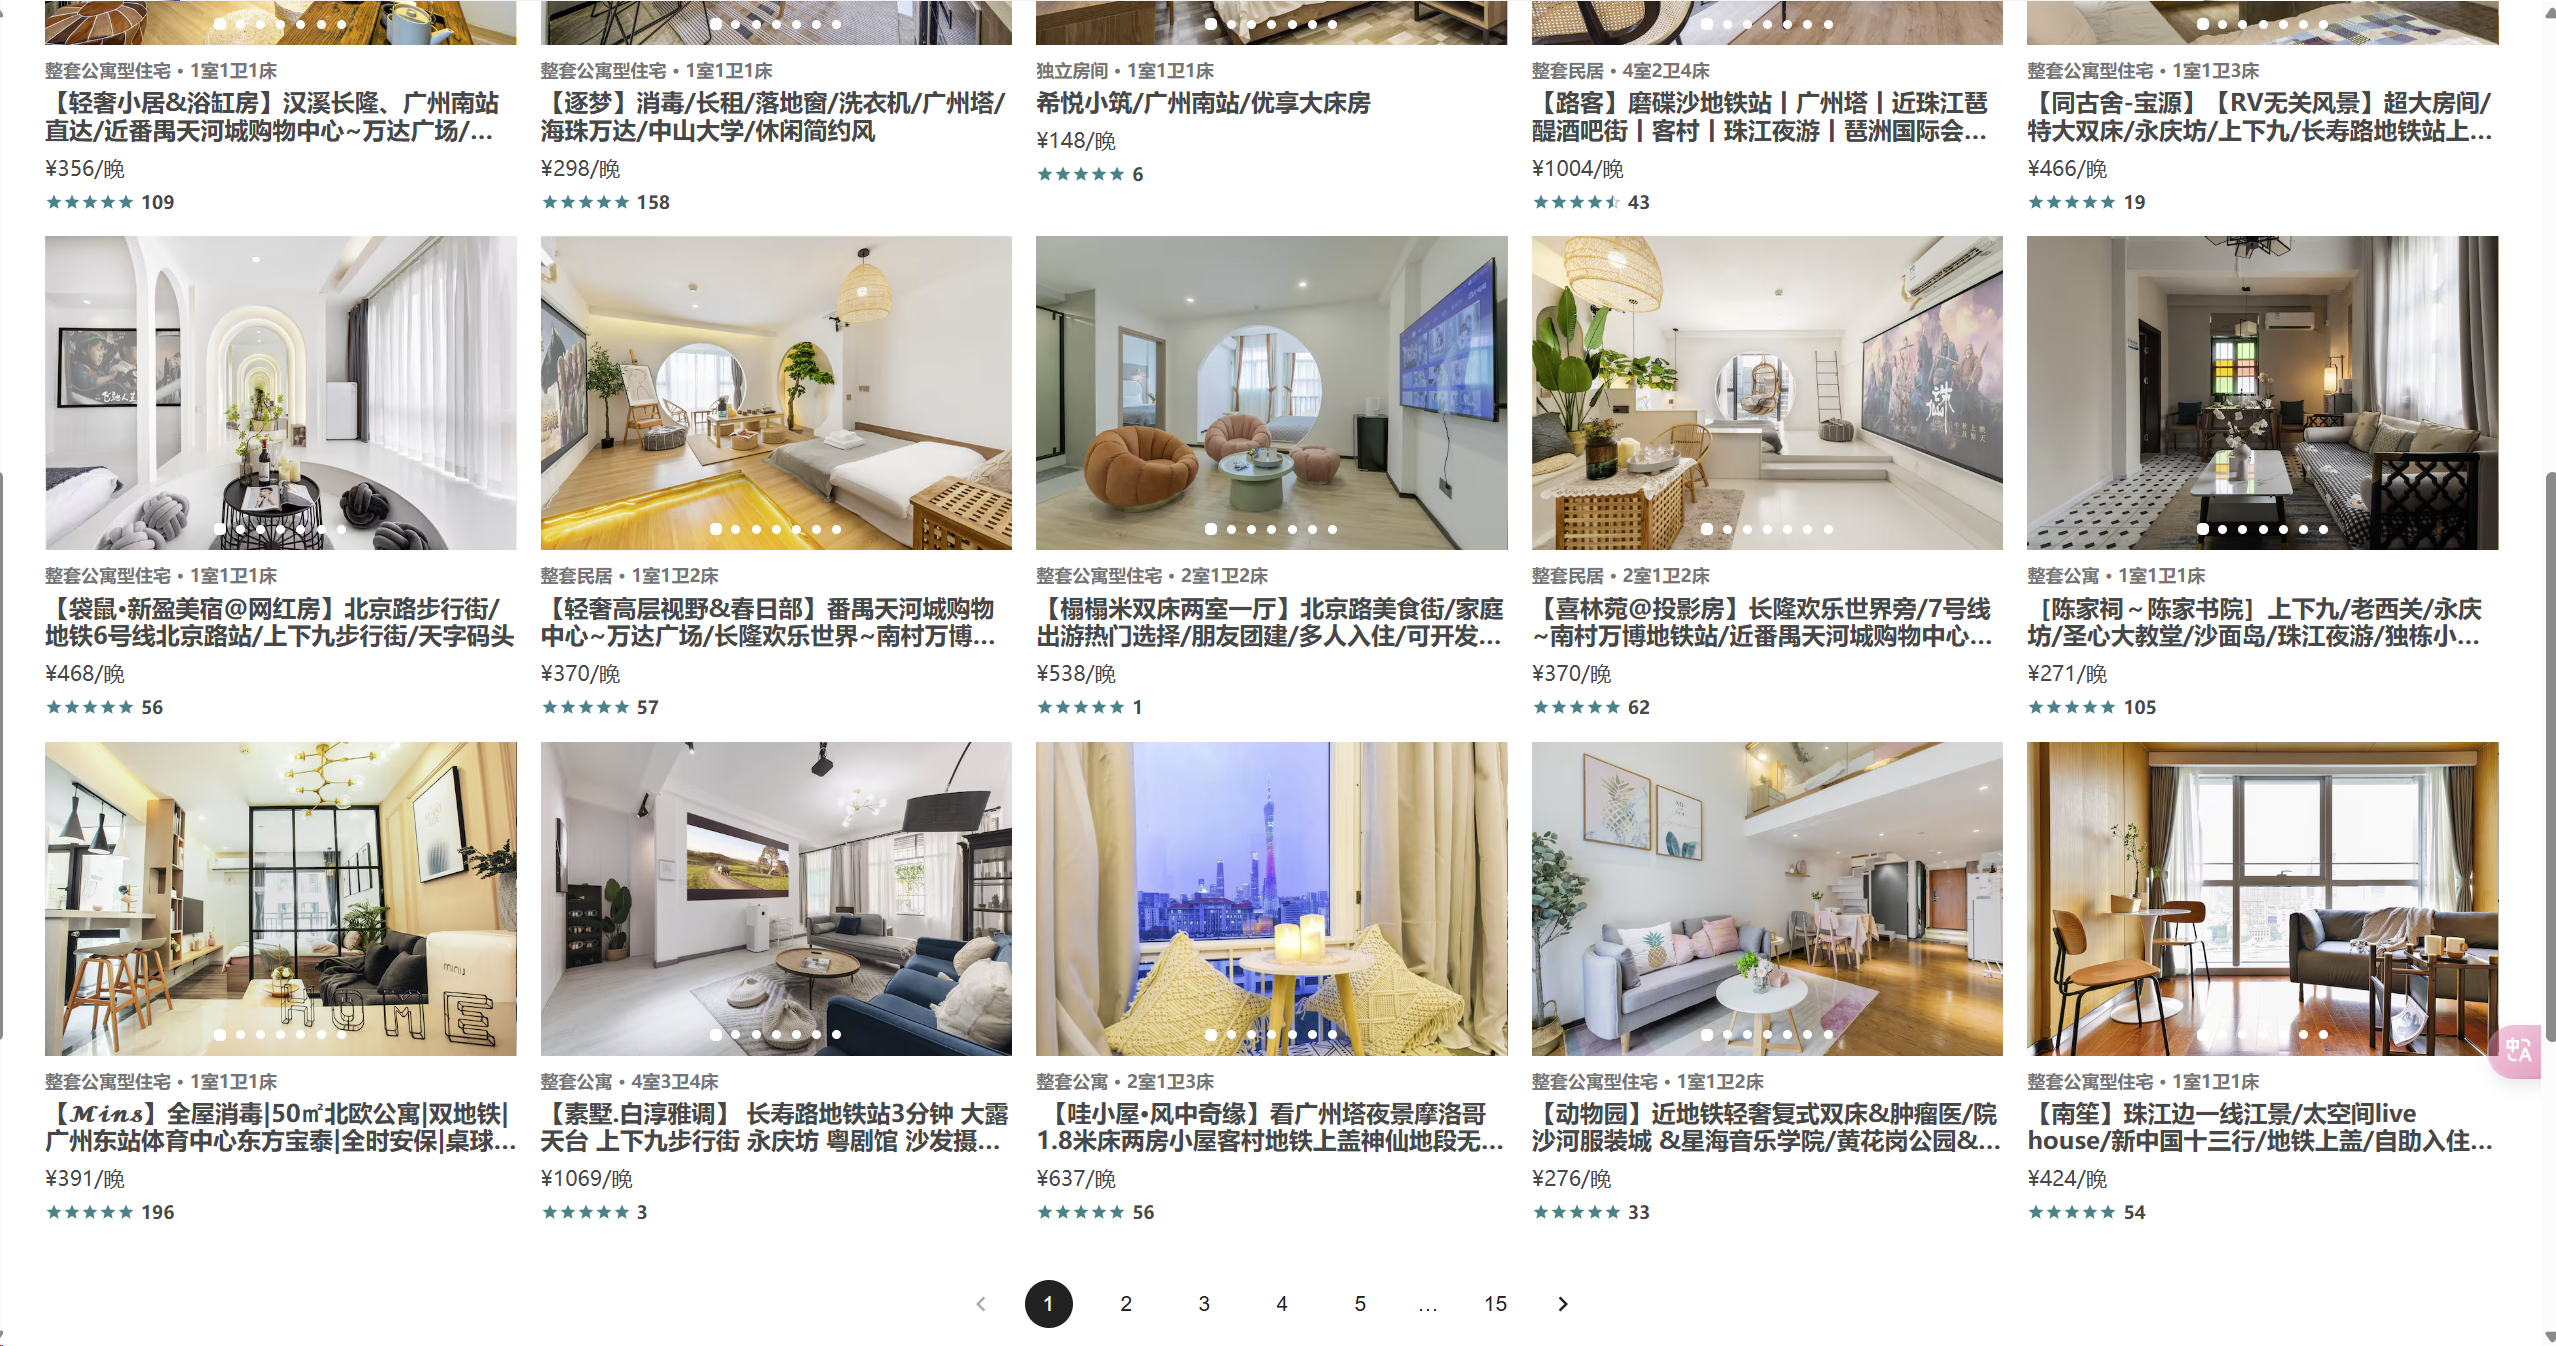 整套公寓型住宅 • 1室1卫1床
【轻奢小居&浴缸房】汉溪长隆、广州南站
直达/近番禺天河城购物中心~万达广场/...
¥356/晚
109
整套公寓型住宅 • 1室1卫1床
【逐梦】消毒/长租/落地窗/洗衣机/广州塔/
海珠万达/中山大学/休闲简约风
¥298/晚
158
独立房间 • 1室1卫1床
希悦小筑/广州南站/优享大床房
¥148/晚
6
整套民居 • 4室2卫4床
【路客】磨碟沙地铁站丨广州塔丨近珠江琶
醍酒吧街丨客村丨珠江夜游丨琶洲国际会...
¥1004/晚
43
整套公寓型住宅 • 1室1卫3床
【同古舍-宝源】【RV无关风景】超大房间/
特大双床/永庆坊/上下九/长寿路地铁站上...
¥466/晚
19
飞驰人生
诛仙
整套公寓型住宅 • 1室1卫1床
【袋鼠•新盈美宿@网红房】北京路步行街/
地铁6号线北京路站/上下九步行街/天字码头
¥468/晚
56
整套民居 • 1室1卫2床
【轻奢高层视野&春日部】番禺天河城购物
中心~万达广场/长隆欢乐世界~南村万博...
¥370/晚
57
整套公寓型住宅 • 2室1卫2床
【榻榻米双床两室一厅】北京路美食街/家庭
出游热门选择/朋友团建/多人入住/可开发...
¥538/晚
1
整套民居 • 2室1卫2床
【喜林苑@投影房】长隆欢乐世界旁/7号线
~南村万博地铁站/近番禺天河城购物中心...
¥370/晚
62
整套公寓 • 1室1卫1床
［陈家祠～陈家书院］上下九/老西关/永庆
坊/圣心大教堂/沙面岛/珠江夜游/独栋小...
¥271/晚
105
minij
HOME
整套公寓型住宅 • 1室1卫1床
【𝓜𝓲𝓷𝓼】全屋消毒|50㎡北欧公寓|双地铁|
广州东站体育中心东方宝泰|全时安保|桌球...
¥391/晚
196
整套公寓 • 4室3卫4床
【素墅.白淳雅调】 长寿路地铁站3分钟 大露
天台 上下九步行街 永庆坊 粤剧馆 沙发摄...
¥1069/晚
3
整套公寓 • 2室1卫3床
【哇小屋•风中奇缘】看广州塔夜景摩洛哥
1.8米床两房小屋客村地铁上盖神仙地段无...
¥637/晚
56
整套公寓型住宅 • 1室1卫2床
【动物园】近地铁轻奢复式双床&肿瘤医/院
沙河服装城 &星海音乐学院/黄花岗公园&...
¥276/晚
33
整套公寓型住宅 • 1室1卫1床
【南笙】珠江边一线江景/太空间live
house/新中国十三行/地铁上盖/自助入住...
¥424/晚
54
1 2 3 4 5 ... 15